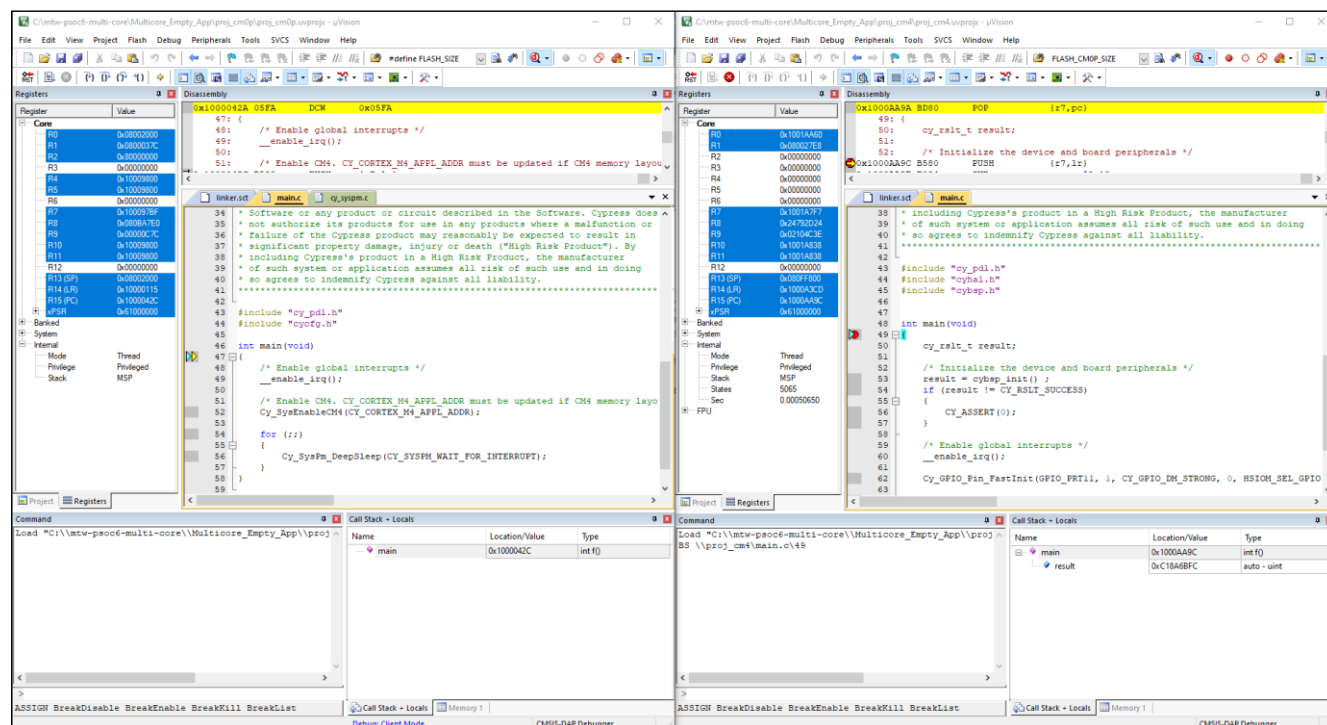 C:\mtw-psoc6-multi-core\Multicore_Empty_App\proj_cm0p\proj_cm0p.uvprojx - µVision
File Edit View Project Flash Debug Peripherals Tools SVCS Window Help
#define FLASH_SIZE
Registers
Register Value
Core
R0 0x08002000
R1 0x0800037C
R2 0x80000000
R3 0x00000000
R4 0x10009800
R5 0x10009800
R6 0x00000000
R7 0x100097BF
R8 0x080BA7E0
R9 0x00000C7C
R10 0x10009800
R11 0x10009800
R12 0x00000000
R13 (SP) 0x08002000
R14 (LR) 0x10000115
R15 (PC) 0x1000042C
xPSR 0x61000000
Banked
System
Internal
Mode Thread
Privilege Privileged
Stack MSP
Project Registers
Disassembly
0x1000042A 05FA DCW 0x05FA
47: {
48: /* Enable global interrupts */
49: __enable_irq();
50:
51: /* Enable CM4. CY_CORTEX_M4_APPL_ADDR must be updated if CM4 memory layou
linker.sct main.c cy_syspm.c
34 * Software or any product or circuit described in the Software. Cypress does
35 * not authorize its products for use in any products where a malfunction or
36 * failure of the Cypress product may reasonably be expected to result in
37 * significant property damage, injury or death ("High Risk Product"). By
38 * including Cypress's product in a High Risk Product, the manufacturer
39 * of such system or application assumes all risk of such use and in doing
40 * so agrees to indemnify Cypress against all liability.
41 *******************************************************************************
42
43 #include "cy_pdl.h"
44 #include "cycfg.h"
45
46 int main(void)
47 {
48 /* Enable global interrupts */
49 __enable_irq();
50
51 /* Enable CM4. CY_CORTEX_M4_APPL_ADDR must be updated if CM4 memory layo
52 Cy_SysEnableCM4(CY_CORTEX_M4_APPL_ADDR);
53
54 for (;;)
55 {
56 Cy_SysPm_DeepSleep(CY_SYSPM_WAIT_FOR_INTERRUPT);
57 }
58 }
59
Command
Load "C:\\mtw-psoc6-multi-core\\Multicore_Empty_App\\proj
>
ASSIGN BreakDisable BreakEnable BreakKill BreakList
Call Stack + Locals
Name Location/Value Type
main 0x1000042C int f()
Call Stack + Locals Memory 1
Debug: Client Mode CMSIS-DAP Debugger
C:\mtw-psoc6-multi-core\Multicore_Empty_App\proj_cm4\proj_cm4.uvprojx - µVision
File Edit View Project Flash Debug Peripherals Tools SVCS Window Help
FLASH_CM0P_SIZE
Registers
Register Value
Core
R0 0x1001AA60
R1 0x080027E8
R2 0x00000000
R3 0x00000000
R4 0x00000000
R5 0x00000000
R6 0x00000000
R7 0x1001A7F7
R8 0x24792D24
R9 0x02104C3E
R10 0x1001A838
R11 0x1001A838
R12 0x00000000
R13 (SP) 0x080FF800
R14 (LR) 0x1000A3CD
R15 (PC) 0x1000AA9C
xPSR 0x61000000
Banked
System
Internal
Mode Thread
Privilege Privileged
Stack MSP
States 5065
Sec 0.00050650
FPU
Project Registers
Disassembly
0x1000AA9A BD80 POP {r7,pc}
49: {
50: cy_rslt_t result;
51:
52: /* Initialize the device and board peripherals */
0x1000AA9C B580 PUSH {r7,lr}
linker.sct main.c
38 * including Cypress's product in a High Risk Product, the manufacturer
39 * of such system or application assumes all risk of such use and in doing
40 * so agrees to indemnify Cypress against all liability.
41 *******************************************************************************
42
43 #include "cy_pdl.h"
44 #include "cyhal.h"
45 #include "cybsp.h"
46
47
48 int main(void)
49 {
50 cy_rslt_t result;
51
52 /* Initialize the device and board peripherals */
53 result = cybsp_init() ;
54 if (result != CY_RSLT_SUCCESS)
55 {
56 CY_ASSERT(0);
57 }
58
59 /* Enable global interrupts */
60 __enable_irq();
61
62 Cy_GPIO_Pin_FastInit(GPIO_PRT11, 1, CY_GPIO_DM_STRONG, 0, HSIOM_SEL_GPIO
63
Command
Load "C:\\mtw-psoc6-multi-core\\Multicore_Empty_App\\proj
BS \\proj_cm4\main.c\49
>
ASSIGN BreakDisable BreakEnable BreakKill BreakList
Call Stack + Locals
Name Location/Value Type
main 0x1000AA9C int f()
result 0xC18A6BFC auto - uint
Call Stack + Locals Memory 1
CMSIS-DAP Debugger